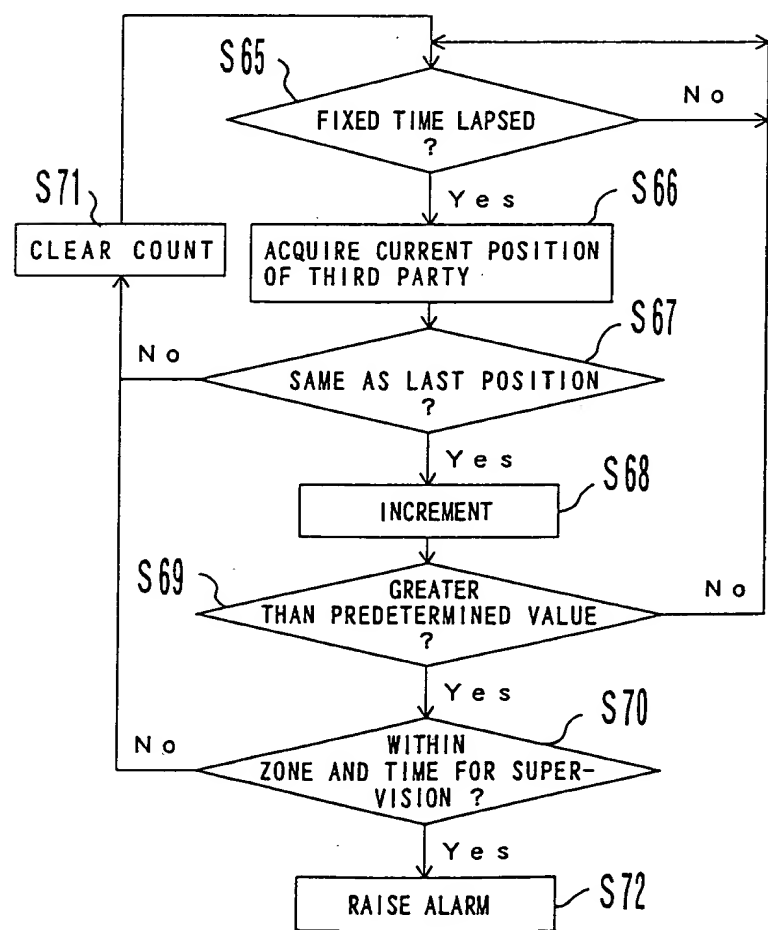 S65
FIXED TIME LAPSED
?
No
Yes
S71
CLEAR COUNT
S66
ACQUIRE CURRENT POSITION
OF THIRD PARTY
S67
No
SAME AS LAST POSITION
?
Yes
S68
INCREMENT
S69
GREATER
THAN PREDETERMINED VALUE
?
No
Yes
S70
No
WITHIN
ZONE AND TIME FOR SUPER-
VISION ?
Yes
S72
RAISE ALARM